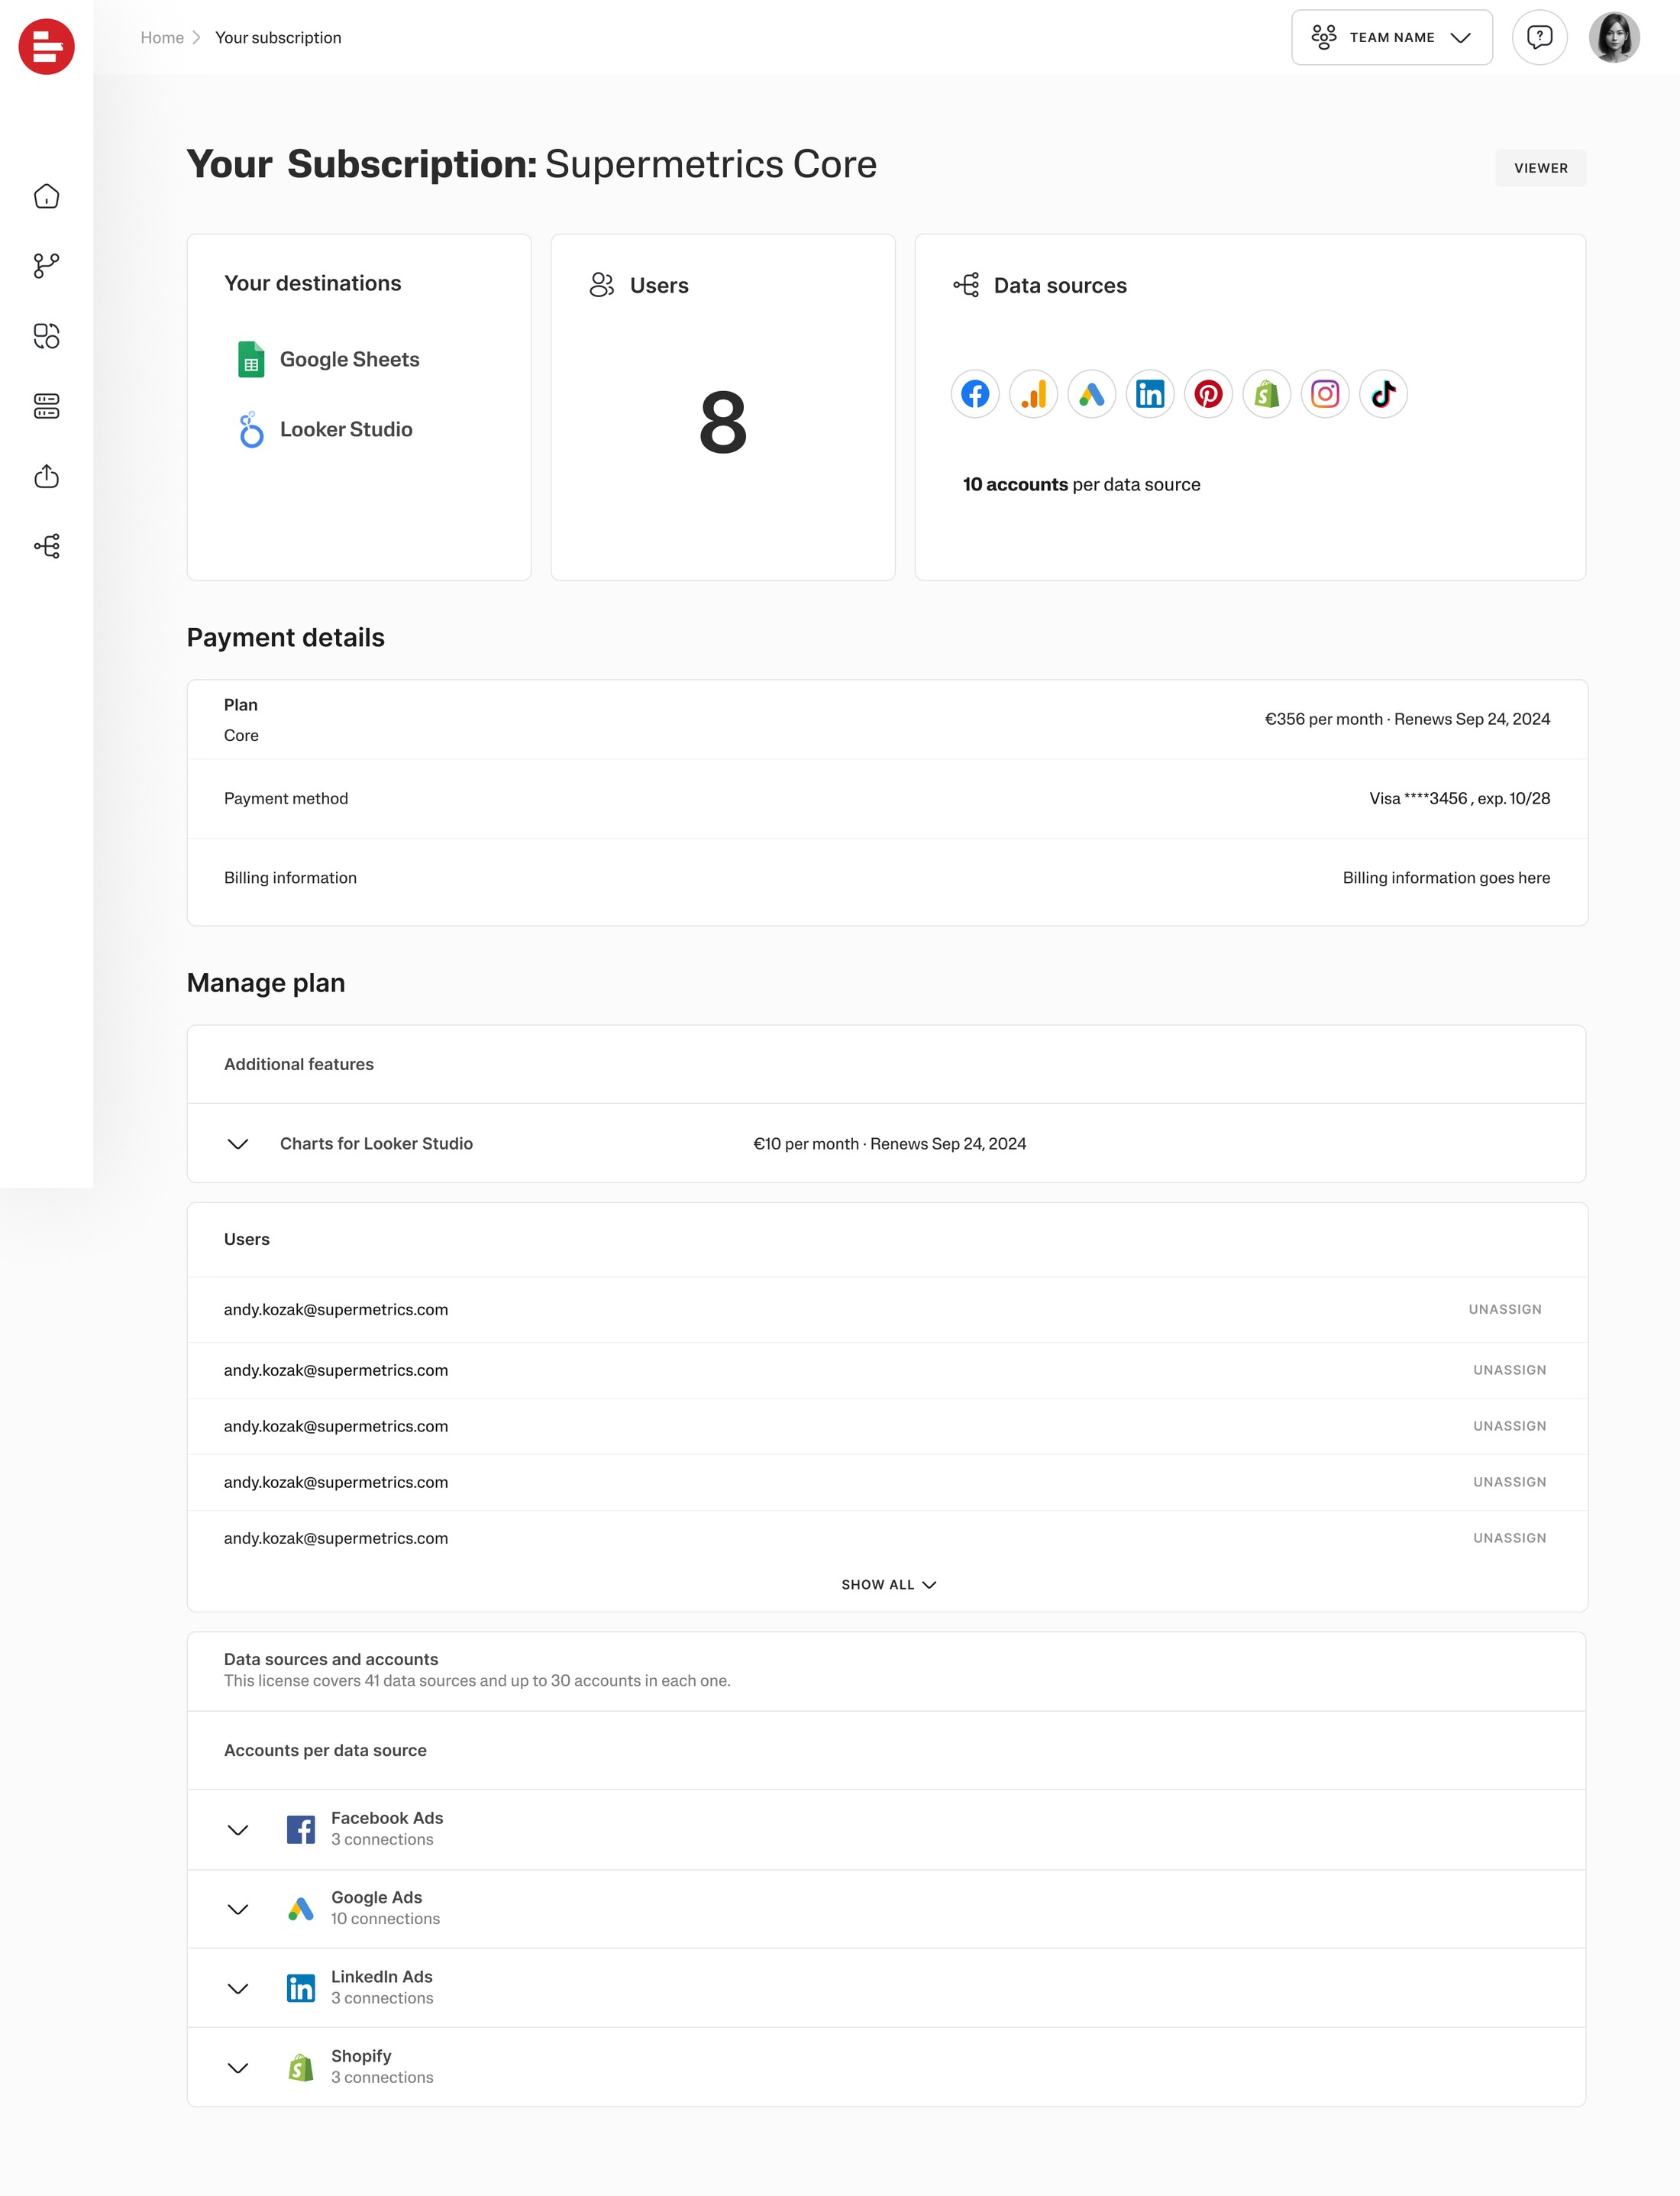 Home
Your subscription
TEAM NAME
Your Subscription: Supermetrics Core
VIEWER
Your destinations
Google Sheets
Looker Studio
Users
8
Data sources
10 accounts per data source
Payment details
Plan
Core
€356 per month · Renews Sep 24, 2024
Payment method
Visa ****3456 , exp. 10/28
Billing information
Billing information goes here
Manage plan
Additional features
Charts for Looker Studio
€10 per month · Renews Sep 24, 2024
Users
andy.kozak@supermetrics.com
UNASSIGN
andy.kozak@supermetrics.com
UNASSIGN
andy.kozak@supermetrics.com
UNASSIGN
andy.kozak@supermetrics.com
UNASSIGN
andy.kozak@supermetrics.com
UNASSIGN
SHOW ALL
Data sources and accounts
This license covers 41 data sources and up to 30 accounts in each one.
Accounts per data source
Facebook Ads
3 connections
Google Ads
10 connections
LinkedIn Ads
3 connections
Shopify
3 connections